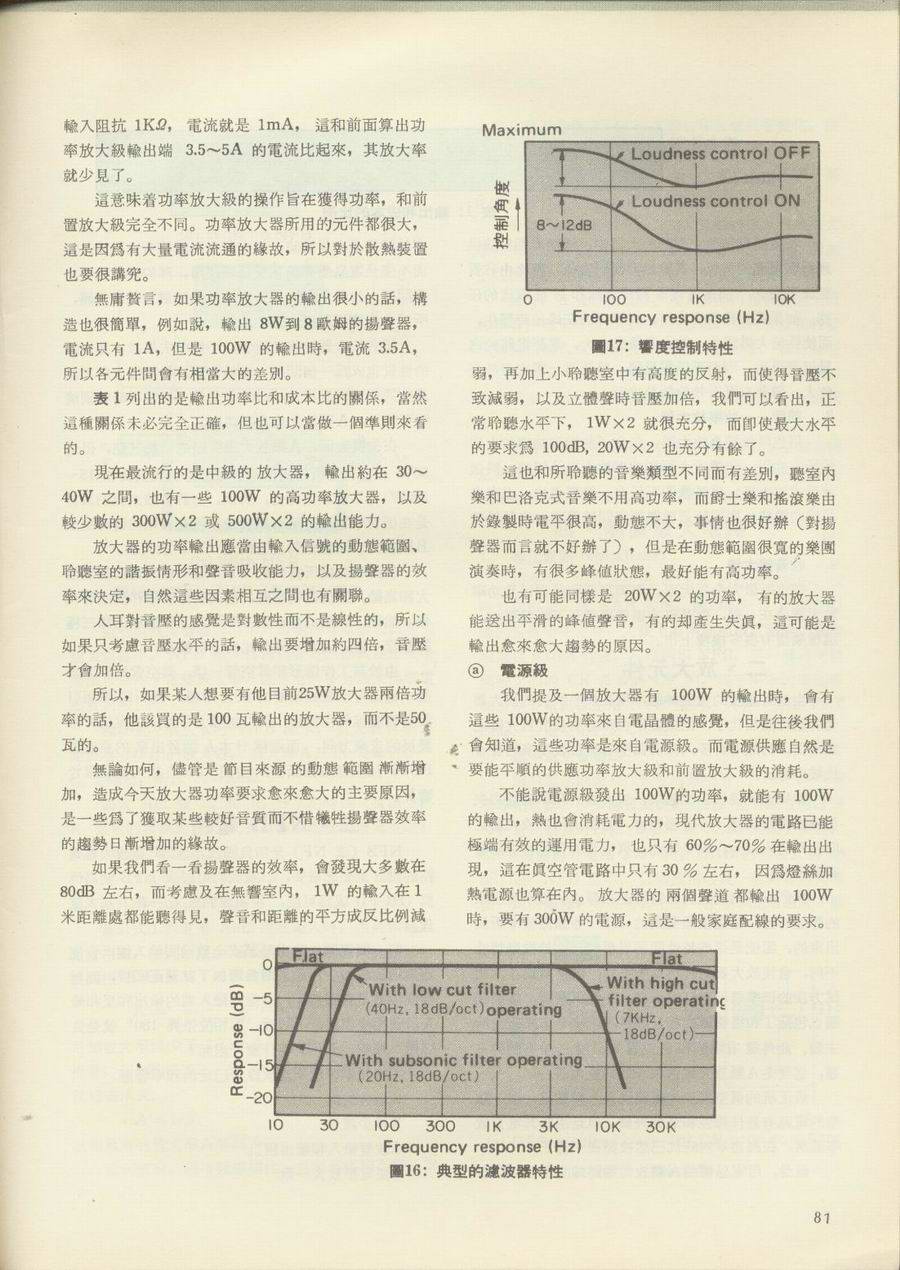 輸入阻抗 1KΩ， 電流就是 1mA， 這和前面算出功
率放大級輸出端 3.5～5A 的電流比起來，其放大率
就少見了。
這意味着功率放大級的操作旨在獲得功率，和前
置放大級完全不同。功率放大器所用的元件都很大，
這是因爲有大量電流流通的緣故，所以對於散熱裝置
也要很講究。
無庸贅言，如果功率放大器的輸出很小的話，構
造也很簡單，例如說，輸出 8W到8歐姆的揚聲器，
電流只有 1A，但是 100W 的輸出時，電流 3.5A，
所以各元件間會有相當大的差別。
表1列出的是輸出功率比和成本比的關係，當然
這種關係未必完全正確，但也可以當做一個準則來看
的。
現在最流行的是中級的 放大器， 輸出約在 30～
40W 之間，也有一些 100W 的高功率放大器，以及
較少數的 300W×2 或 500W×2 的輸出能力。
放大器的功率輸出應當由輸入信號的動態範圍、
聆聽室的諧振情形和聲音吸收能力，以及揚聲器的效
率來決定，自然這些因素相互之間也有關聯。
人耳對音壓的感覺是對數性而不是線性的，所以
如果只考慮音壓水平的話，輸出要增加約四倍，音壓
才會加倍。
所以，如果某人想要有他目前25W放大器兩倍功
率的話，他該買的是 100 瓦輸出的放大器，而不是50
瓦的。
無論如何，儘管是 節目來源 的動態 範圍 漸漸增
加，造成今天放大器功率要求愈來愈大的主要原因，
是一些爲了獲取某些較好音質而不惜犧牲揚聲器效率
的趨勢日漸增加的緣故。
如果我們看一看揚聲器的效率，會發現大多數在
80dB 左右，而考慮及在無響室內， 1W 的輸入在 1
米距離處都能聽得見，聲音和距離的平方成反比例減
Maximum
Loudness control OFF
Loudness control ON
8～12dB
控制角度
0 100 1K 10K
Frequency response (Hz)
圖17：響度控制特性
弱，再加上小聆聽室中有高度的反射，而使得音壓不
致減弱，以及立體聲時音壓加倍，我們可以看出，正
常聆聽水平下， 1W×2 就很充分， 而即使最大水平
的要求爲 100dB, 20W×2 也充分有餘了。
這也和所聆聽的音樂類型不同而有差別，聽室內
樂和巴洛克式音樂不用高功率，而爵士樂和搖滾樂由
於錄製時電平很高，動態不大，事情也很好辦（對揚
聲器而言就不好辦了），但是在動態範圍很寬的樂團
演奏時，有很多峰値狀態，最好能有高功率。
也有可能同樣是 20W×2 的功率， 有的放大器
能送出平滑的峰値聲音，有的却產生失眞，這可能是
輸出愈來愈大趨勢的原因。
ⓐ 電源級
我們提及一個放大器有 100W 的輸出時， 會有
這些 100W的功率來自電晶體的感覺，但是往後我們
會知道，這些功率是來自電源級。而電源供應自然是
要能平順的供應功率放大級和前置放大級的消耗。
不能說電源級發出 100W的功率，就能有 100W
的輸出，熱也會消耗電力的，現代放大器的電路已能
極端有效的運用電力， 也只有 60％～70％在輸出出
現，這在眞空管電路中只有 30 ％ 左右， 因爲燈絲加
熱電源也算在內。 放大器的 兩個聲道 都輸出 100W
時，要有 300W 的電源，這是一般家庭配線的要求。
Flat
Flat
With low cut filter
(40Hz, 18dB/oct) operating
With high cut
filter operating
(7KHz,
18dB/oct)
With subsonic filter operating
(20Hz, 18dB/oct)
Response (dB)
0
-5
-10
-15
-20
10 30 100 300 1K 3K 10K 30K
Frequency response (Hz)
圖16：典型的濾波器特性
81